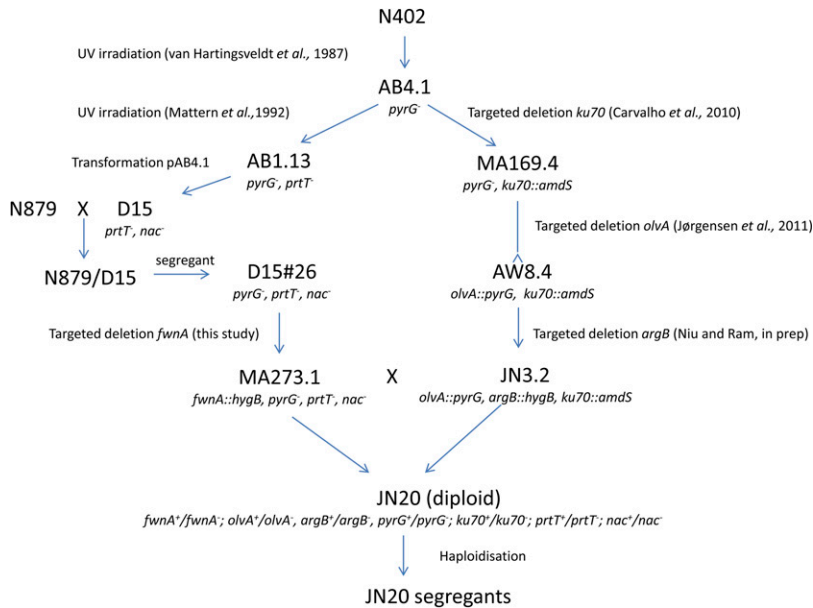 N402
UV irradiation (van Hartingsveldt et al., 1987)
AB4.1
pyrG-
UV irradiation (Mattern et al.,1992)
Targeted deletion ku70 (Carvalho et al., 2010)
Transformation pAB4.1
AB1.13
pyrG-, prtT-
MA169.4
pyrG-, ku70::amdS
N879 X D15
prtT-, nac-
Targeted deletion olvA (Jørgensen et al., 2011)
N879/D15
segregant
D15#26
pyrG-, prtT-, nac-
AW8.4
olvA::pyrG, ku70::amdS
Targeted deletion fwnA (this study)
Targeted deletion argB (Niu and Ram, in prep)
MA273.1 X JN3.2
fwnA::hygB, pyrG-, prtT-, nac-
olvA::pyrG, argB::hygB, ku70::amdS
JN20 (diploid)
fwnA+/fwnA-; olvA+/olvA-, argB+/argB-, pyrG+/pyrG-; ku70+/ku70-; prtT+/prtT-; nac+/nac-
Haploidisation
JN20 segregants